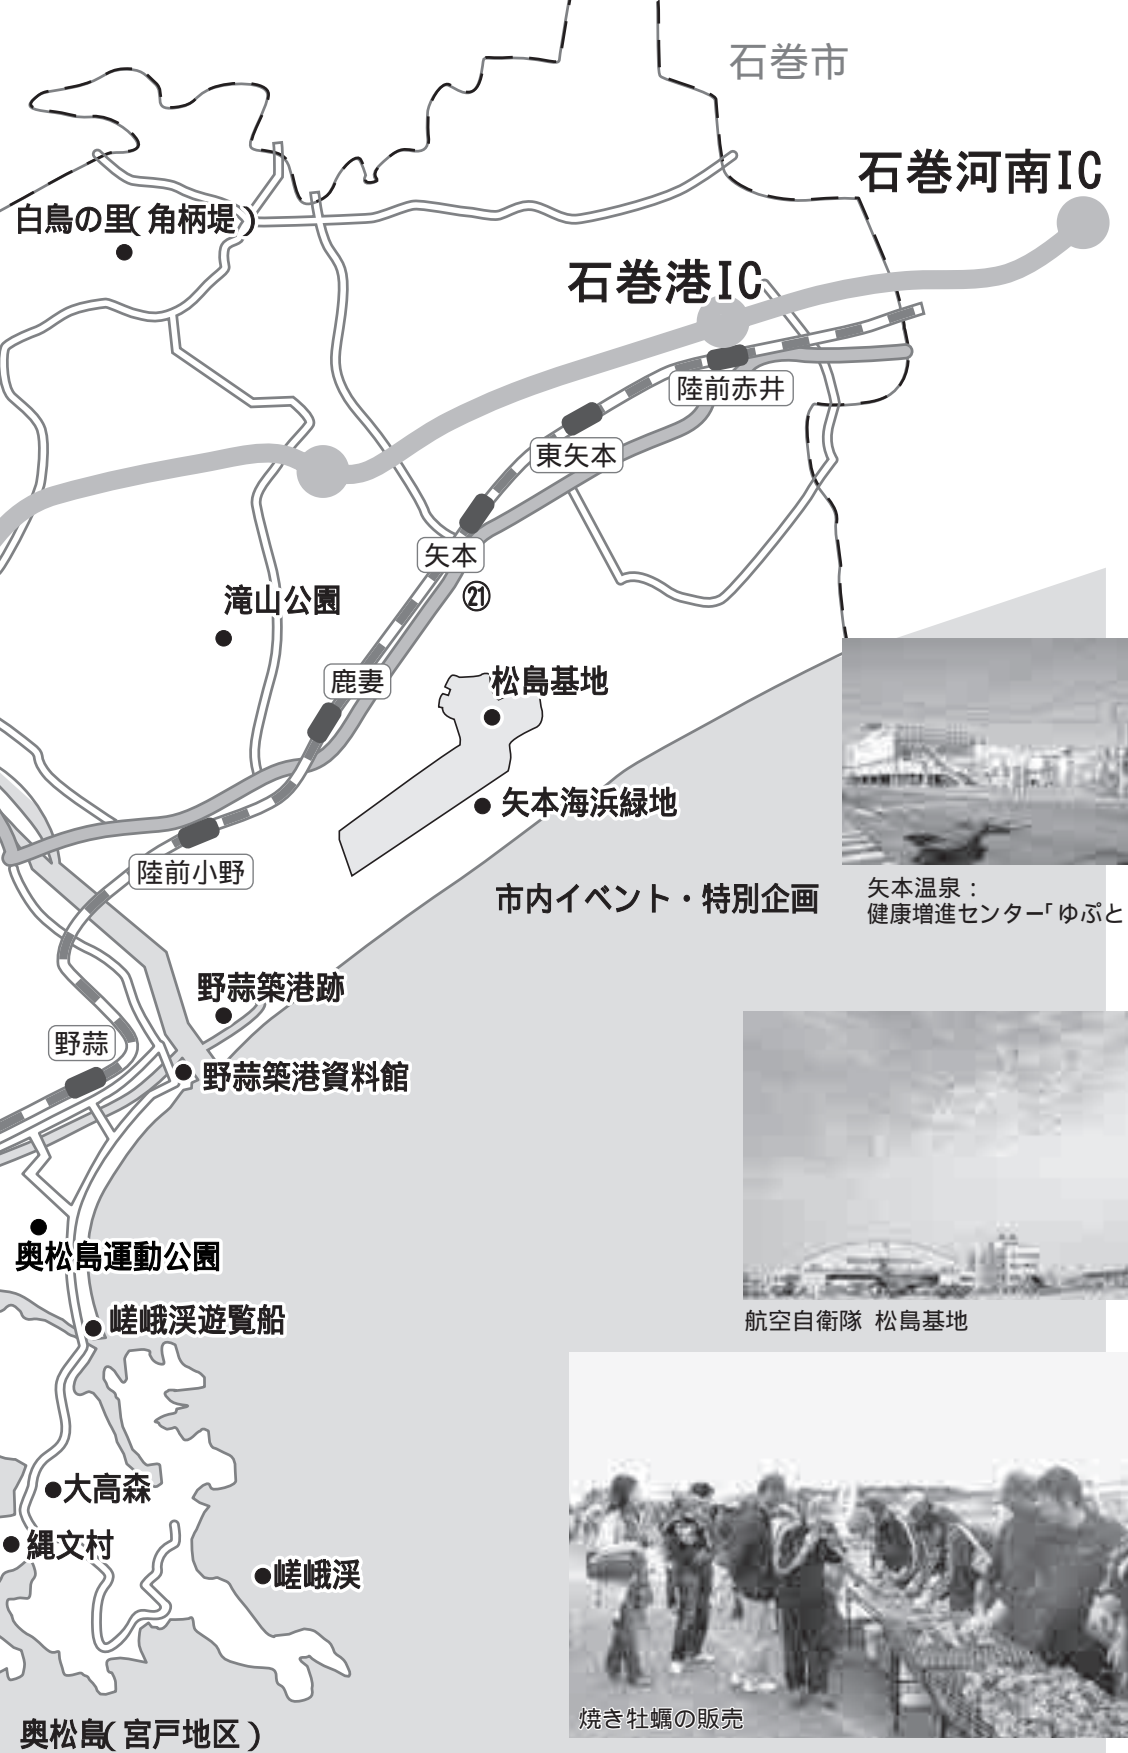 石巻市
石巻河南IC
白鳥の里(角柄堤)
石巻港IC
陸前赤井
東矢本
矢本
㉑
滝山公園
鹿妻
松島基地
矢本海浜緑地
陸前小野
市内イベント・特別企画
矢本温泉：
健康増進センター「ゆぷと
野蒜築港跡
野蒜
野蒜築港資料館
奥松島運動公園
嵯峨渓遊覧船
航空自衛隊 松島基地
大高森
縄文村
嵯峨渓
焼き牡蠣の販売
奥松島(宮戸地区)